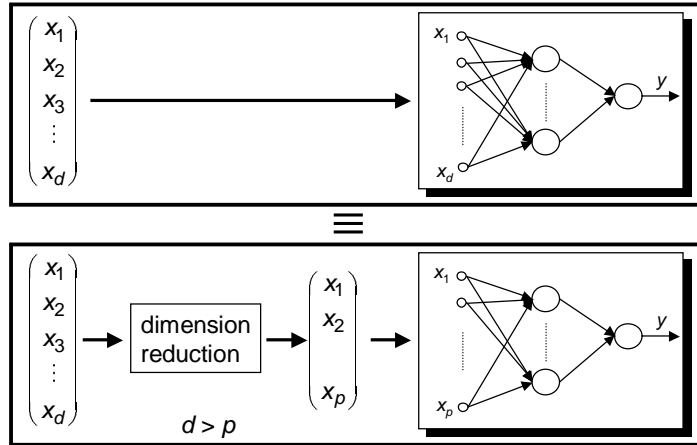 x1
x2
x3
⋮
xd
x1
xd
y
≡
x1
x2
x3
⋮
xd
dimension
reduction
d > p
x1
x2
xp
x1
xp
y